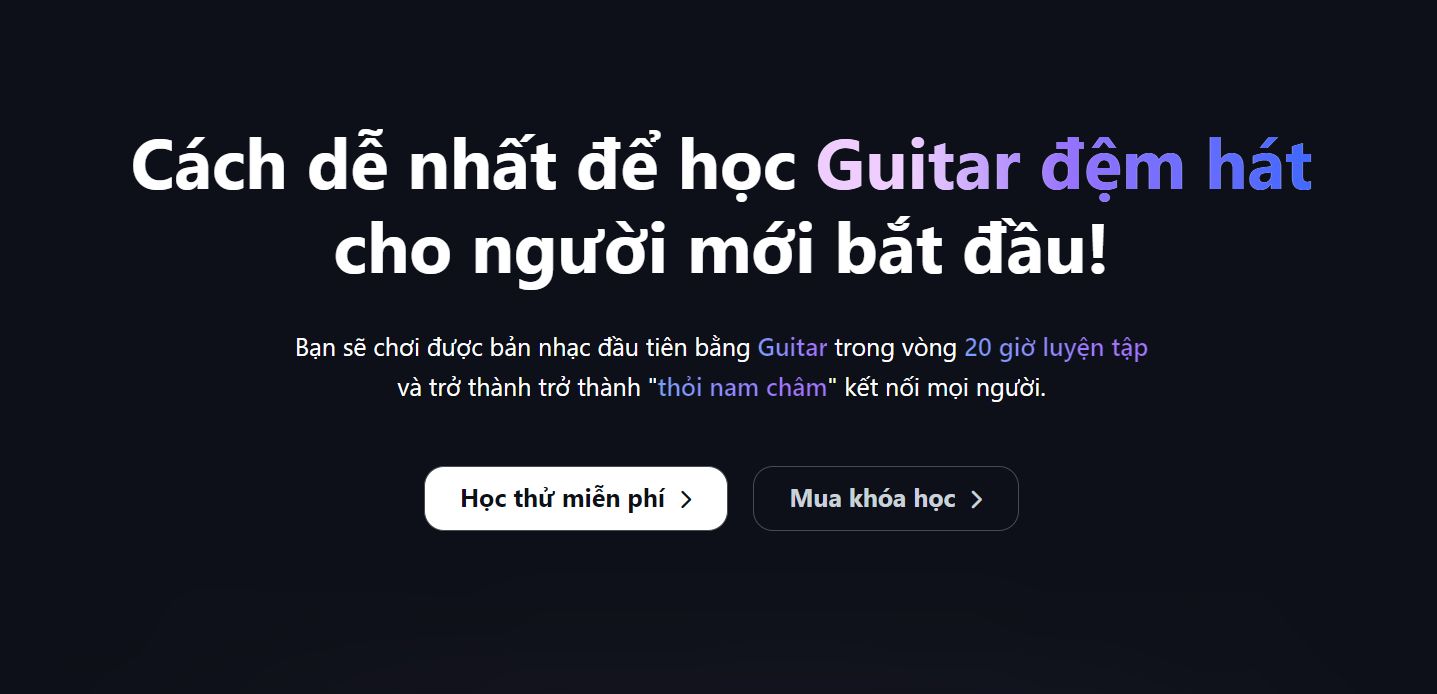 Cách dễ nhất để học Guitar đệm hát
cho người mới bắt đầu!
Bạn sẽ chơi được bản nhạc đầu tiên bằng Guitar trong vòng 20 giờ luyện tập
và trở thành trở thành "thỏi nam châm" kết nối mọi người.
Học thử miễn phí
Mua khóa học